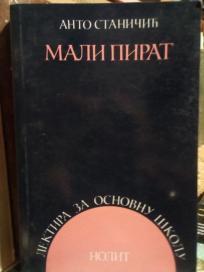 АНТО СТАНИЧИЋ
МАЛИ ПИРАТ
ЛЕКТИРА ЗА ОСНОВНУ ШКОЛУ
НОЛИТ